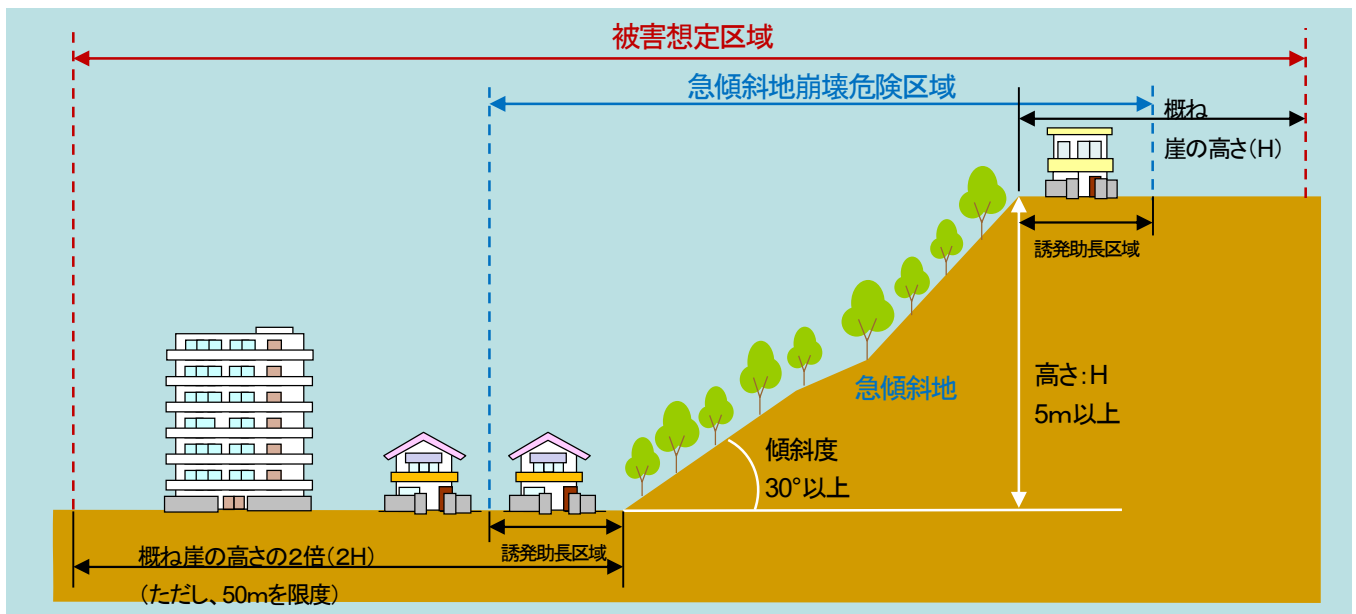 被害想定区域
急傾斜地崩壊危険区域
概ね
崖の高さ(H)
誘発助長区域
急傾斜地
高さ:H
5m以上
傾斜度
30°以上
誘発助長区域
概ね崖の高さの2倍(2H)
(ただし、50mを限度)